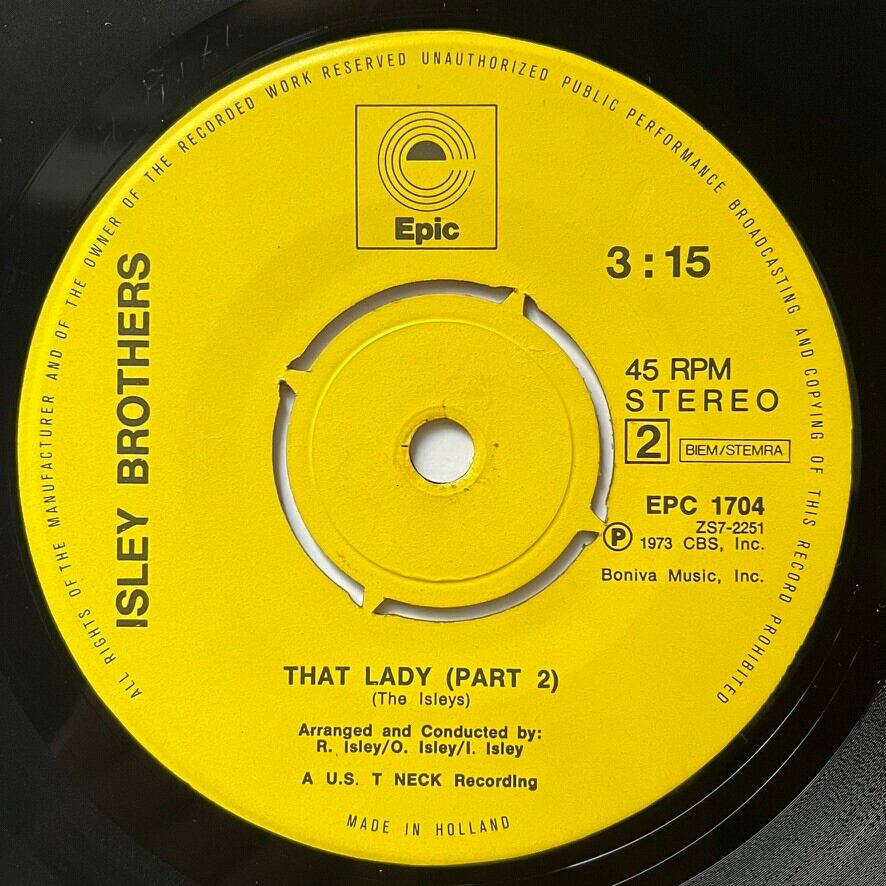 ALL RIGHTS OF THE MANUFACTURER AND OF THE OWNER OF THE RECORDED WORK RESERVED UNAUTHORIZED PUBLIC PERFORMANCE BROADCASTING AND COPYING OF THIS RECORD PROHIBITED
Epic
3 : 15
ISLEY BROTHERS
45 RPM
STEREO
2
BIEM/STEMRA
EPC 1704
ZS7-2251
P 1973 CBS, Inc.
Boniva Music, Inc.
THAT LADY (PART 2)
(The Isleys)
Arranged and Conducted by:
R. Isley/O. Isley/I. Isley
A U.S. T NECK Recording
MADE IN HOLLAND